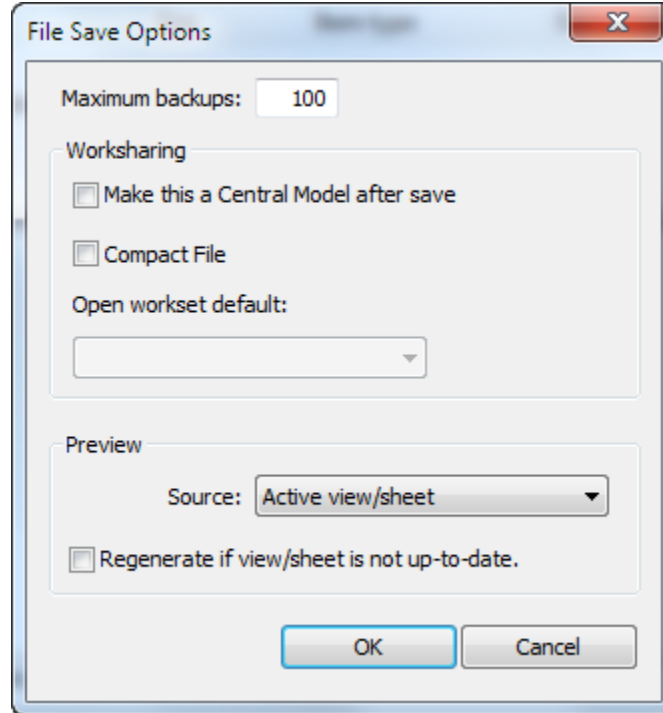 File Save Options
Maximum backups: 100
Worksharing
Make this a Central Model after save
Compact File
Open workset default:
Preview
Source: Active view/sheet
Regenerate if view/sheet is not up-to-date.
OK Cancel